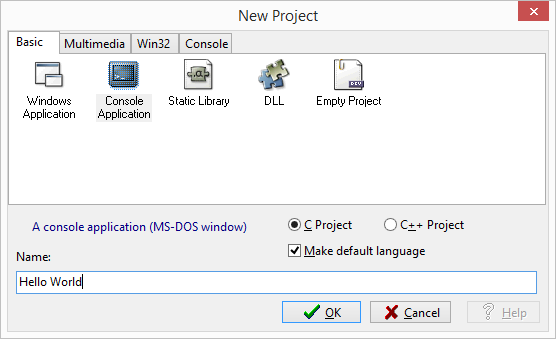 New Project
Basic Multimedia Win32 Console
Windows Application
Console Application
Static Library
DLL
Empty Project
.a
DEV
A console application (MS-DOS window)
C Project
C++ Project
Make default language
Name:
Hello World
OK
Cancel
? Help